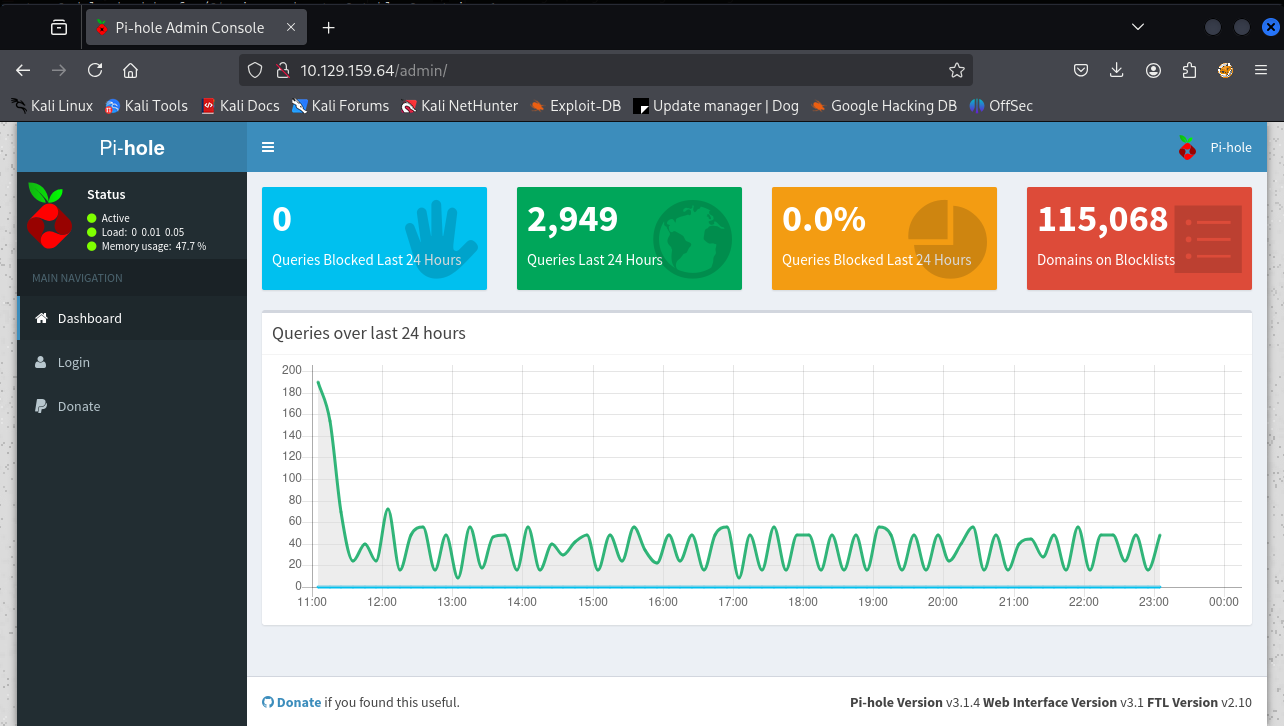 Pi-hole Admin Console
10.129.159.64/admin/
Kali Linux Kali Tools Kali Docs Kali Forums Kali NetHunter Exploit-DB Update manager | Dog Google Hacking DB OffSec
Pi-hole
Pi-hole
Status
Active
Load: 0 0.01 0.05
Memory usage: 47.7 %
MAIN NAVIGATION
Dashboard
Login
Donate
0
Queries Blocked Last 24 Hours
2,949
Queries Last 24 Hours
0.0%
Queries Blocked Last 24 Hours
115,068
Domains on Blocklists
Queries over last 24 hours
200
180
160
140
120
100
80
60
40
20
0
11:00 12:00 13:00 14:00 15:00 16:00 17:00 18:00 19:00 20:00 21:00 22:00 23:00 00:00
Donate if you found this useful.
Pi-hole Version v3.1.4 Web Interface Version v3.1 FTL Version v2.10